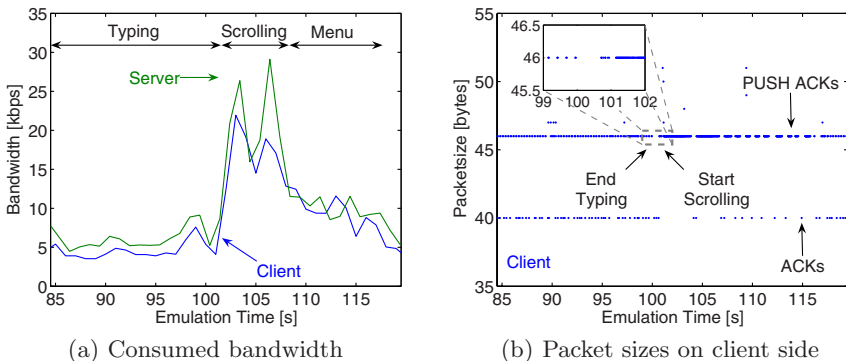 Typing Scrolling Menu
35
30
25
20
15
10
5
0
Bandwidth [kbps]
Server
Client
85 90 95 100 105 110 115
Emulation Time [s]
(a) Consumed bandwidth
55
50
45
40
35
Packetsize [bytes]
46.5
46
45.5
99 100 101 102
PUSH ACKs
End Typing
Start Scrolling
Client
ACKs
85 90 95 100 105 110 115
Emulation Time [s]
(b) Packet sizes on client side